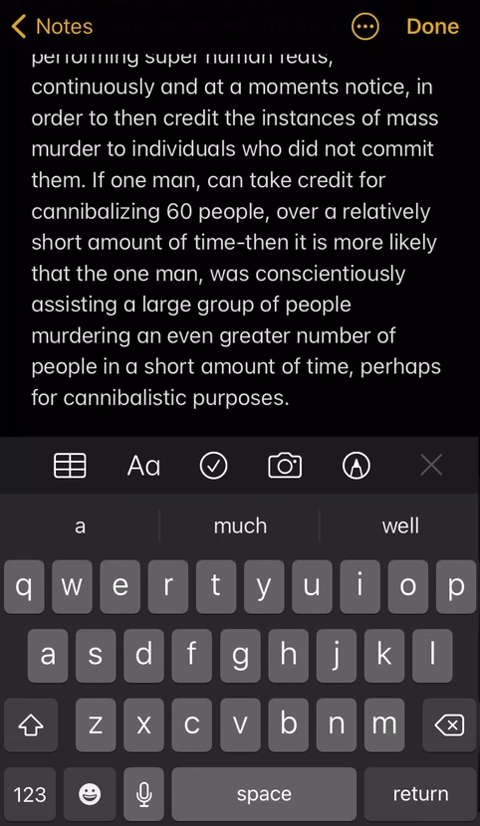 Notes
Done
performing super human feats,
continuously and at a moments notice, in
order to then credit the instances of mass
murder to individuals who did not commit
them. If one man, can take credit for
cannibalizing 60 people, over a relatively
short amount of time-then it is more likely
that the one man, was conscientiously
assisting a large group of people
murdering an even greater number of
people in a short amount of time, perhaps
for cannibalistic purposes.
Aa
a much well
q w e r t y u i o p
a s d f g h j k l
z x c v b n m
123 space return